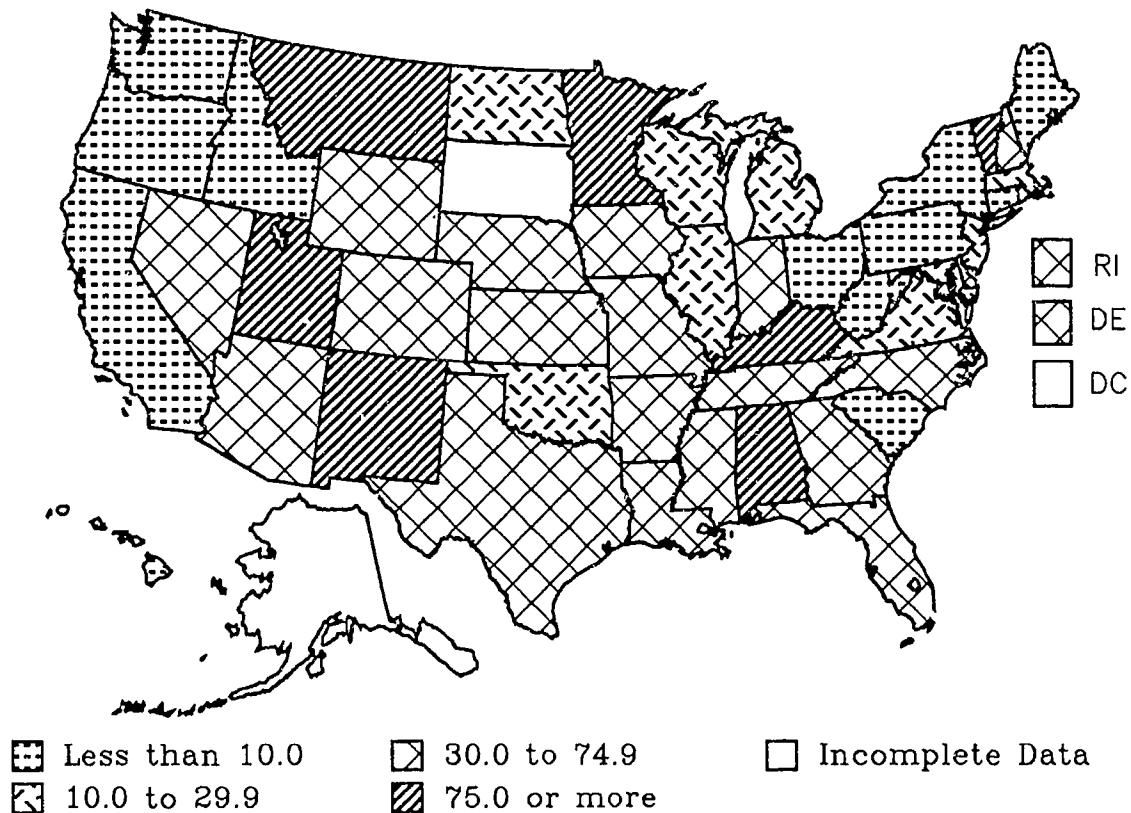 RI
DE
DC
Less than 10.0
30.0 to 74.9
Incomplete Data
10.0 to 29.9
75.0 or more